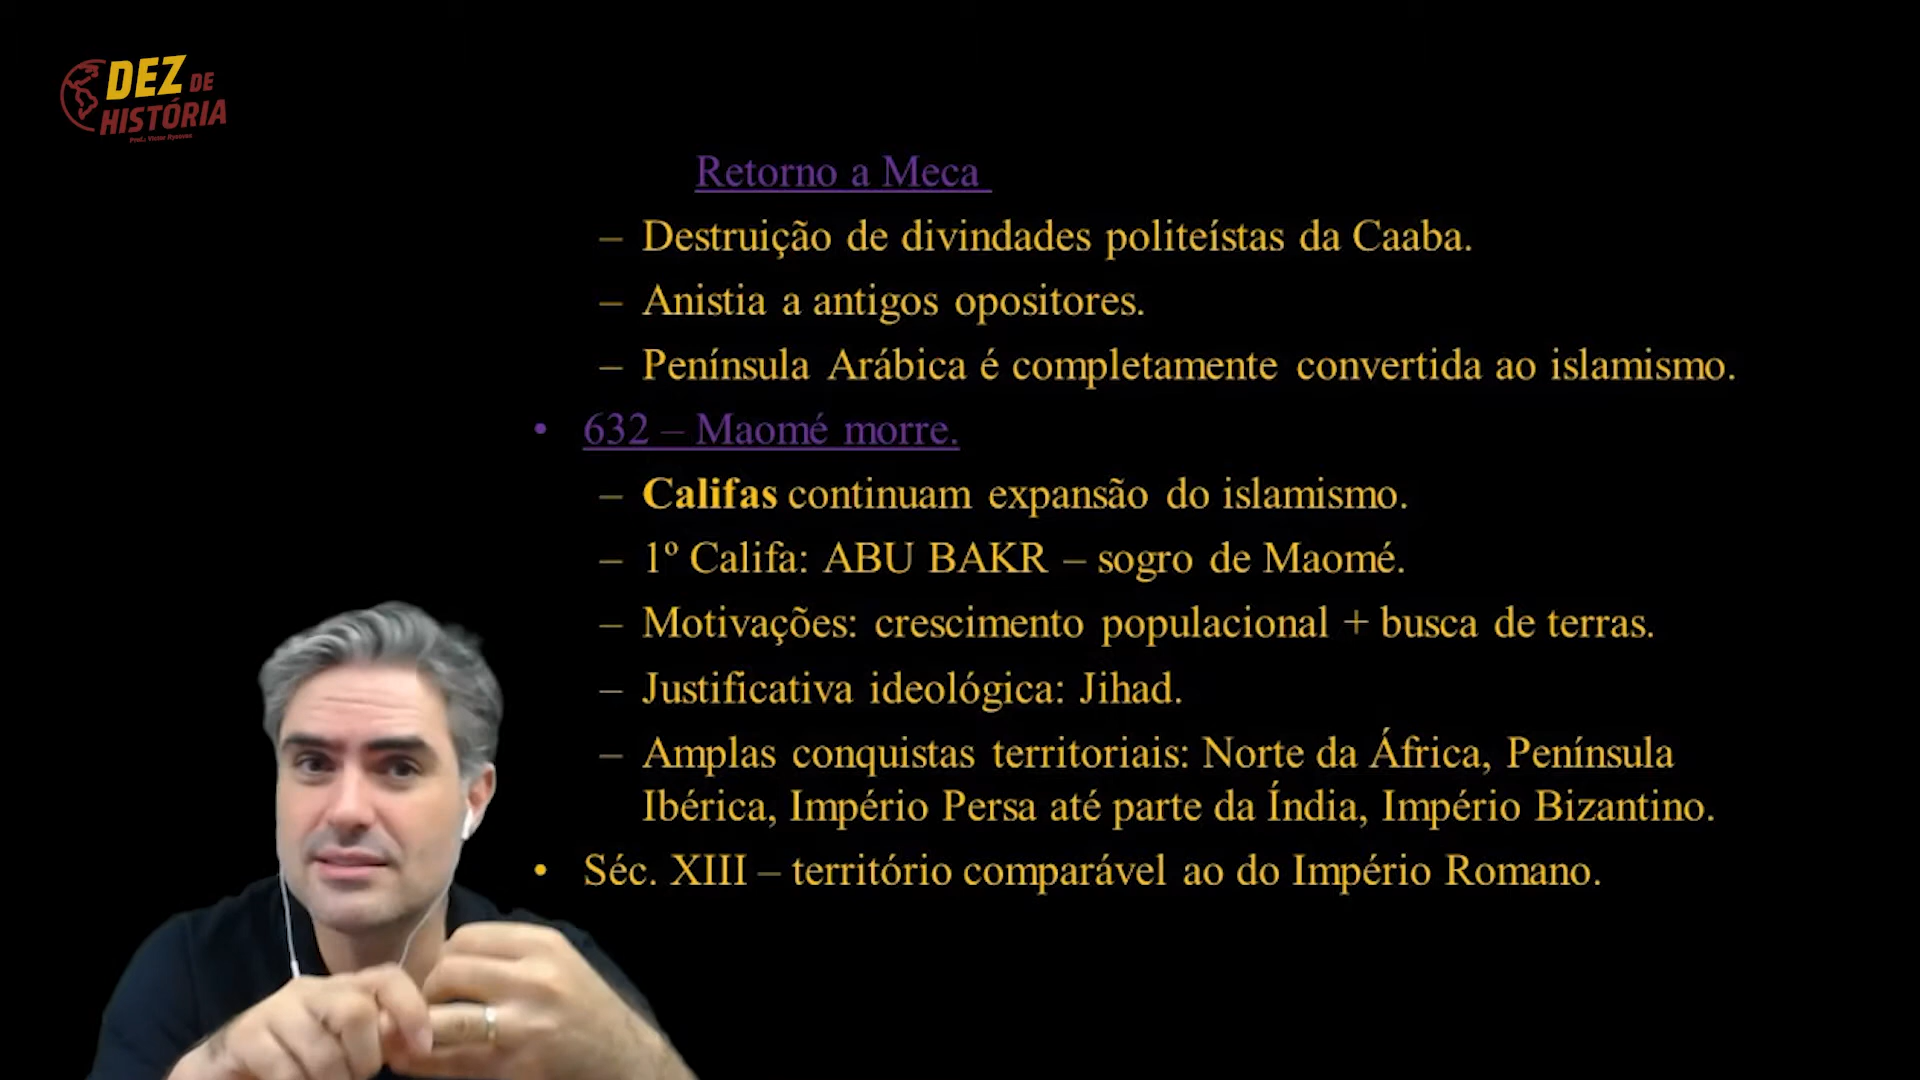 DEZ DE
HISTÓRIA
Retorno a Meca
– Destruição de divindades politeístas da Caaba.
– Anistia a antigos opositores.
– Península Arábica é completamente convertida ao islamismo.
• 632 – Maomé morre.
– Califas continuam expansão do islamismo.
– 1º Califa: ABU BAKR – sogro de Maomé.
– Motivações: crescimento populacional + busca de terras.
– Justificativa ideológica: Jihad.
– Amplas conquistas territoriais: Norte da África, Península
Ibérica, Império Persa até parte da Índia, Império Bizantino.
• Séc. XIII – território comparável ao do Império Romano.